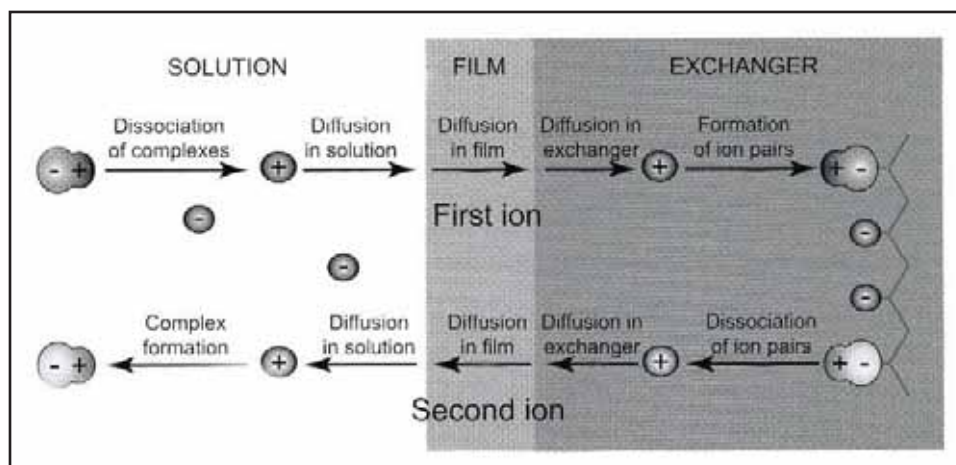 SOLUTION
FILM
EXCHANGER
Dissociation
of complexes
Diffusion
in solution
Diffusion
in film
Diffusion in
exchanger
Formation
of ion pairs
- +
+
+
+ -
First ion
-
-
-
-
Complex
formation
Diffusion
in solution
Diffusion
in film
Diffusion in
exchanger
Dissociation
of ion pairs
- +
+
+
+ -
Second ion